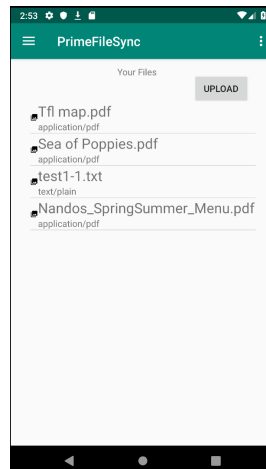 2:53
PrimeFileSync
Your Files
UPLOAD
Tfl map.pdf
application/pdf
Sea of Poppies.pdf
application/pdf
test1-1.txt
text/plain
Nandos_SpringSummer_Menu.pdf
application/pdf